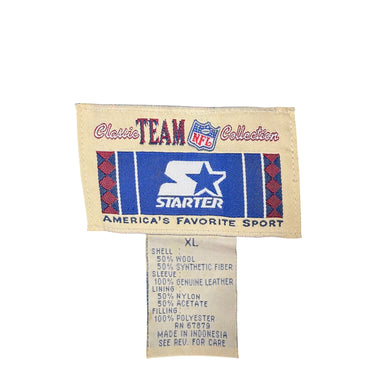 Classic TEAM NFL Collection
STARTER
AMERICA'S FAVORITE SPORT
XL
SHELL :
50% WOOL
50% SYNTHETIC FIBER
SLEEVE :
100% GENUINE LEATHER
LINING :
50% NYLON
50% ACETATE
FILLING:
100% POLYESTER
RN 67879
MADE IN INDONESIA
SEE REV. FOR CARE